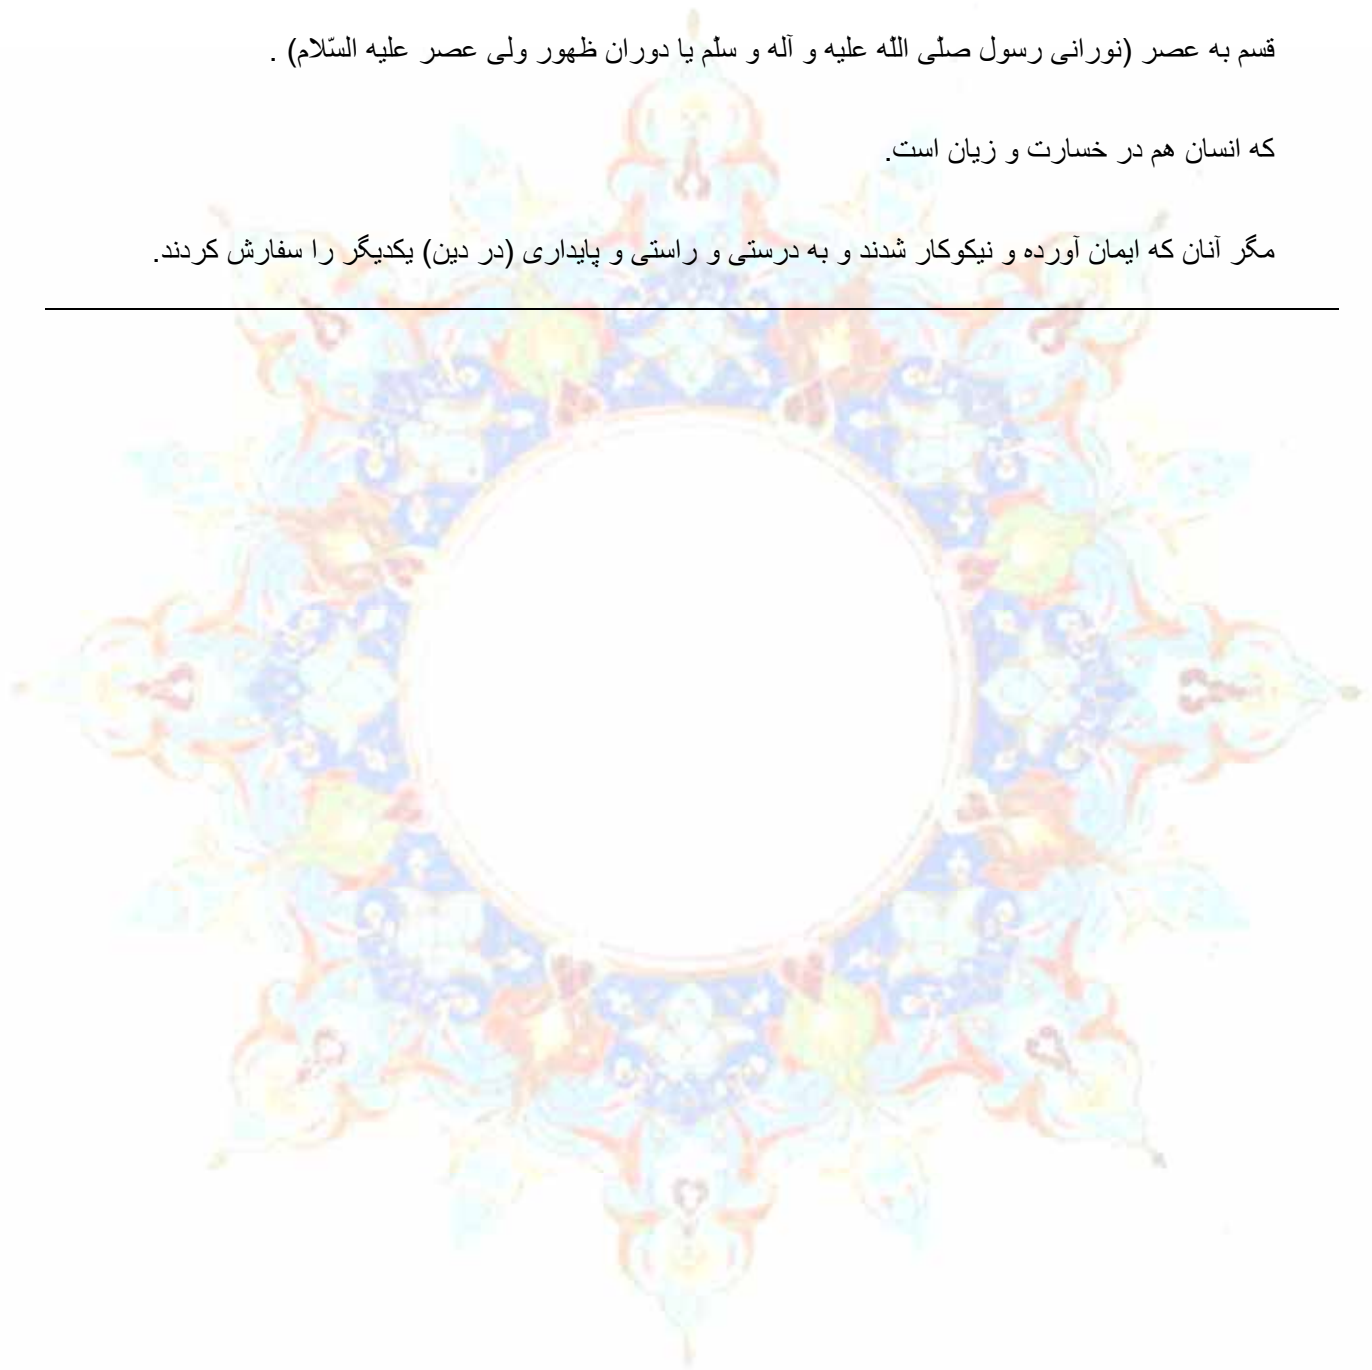 قسم به عصر (نورانی رسول صلّی اللّه علیه و آله و سلّم یا دوران ظهور ولی عصر علیه السّلام) .
که انسان هم در خسارت و زیان است.
مگر آنان که ایمان آورده و نیکوکار شدند و به درستی و راستی و پایداری (در دین) یکدیگر را سفارش کردند.